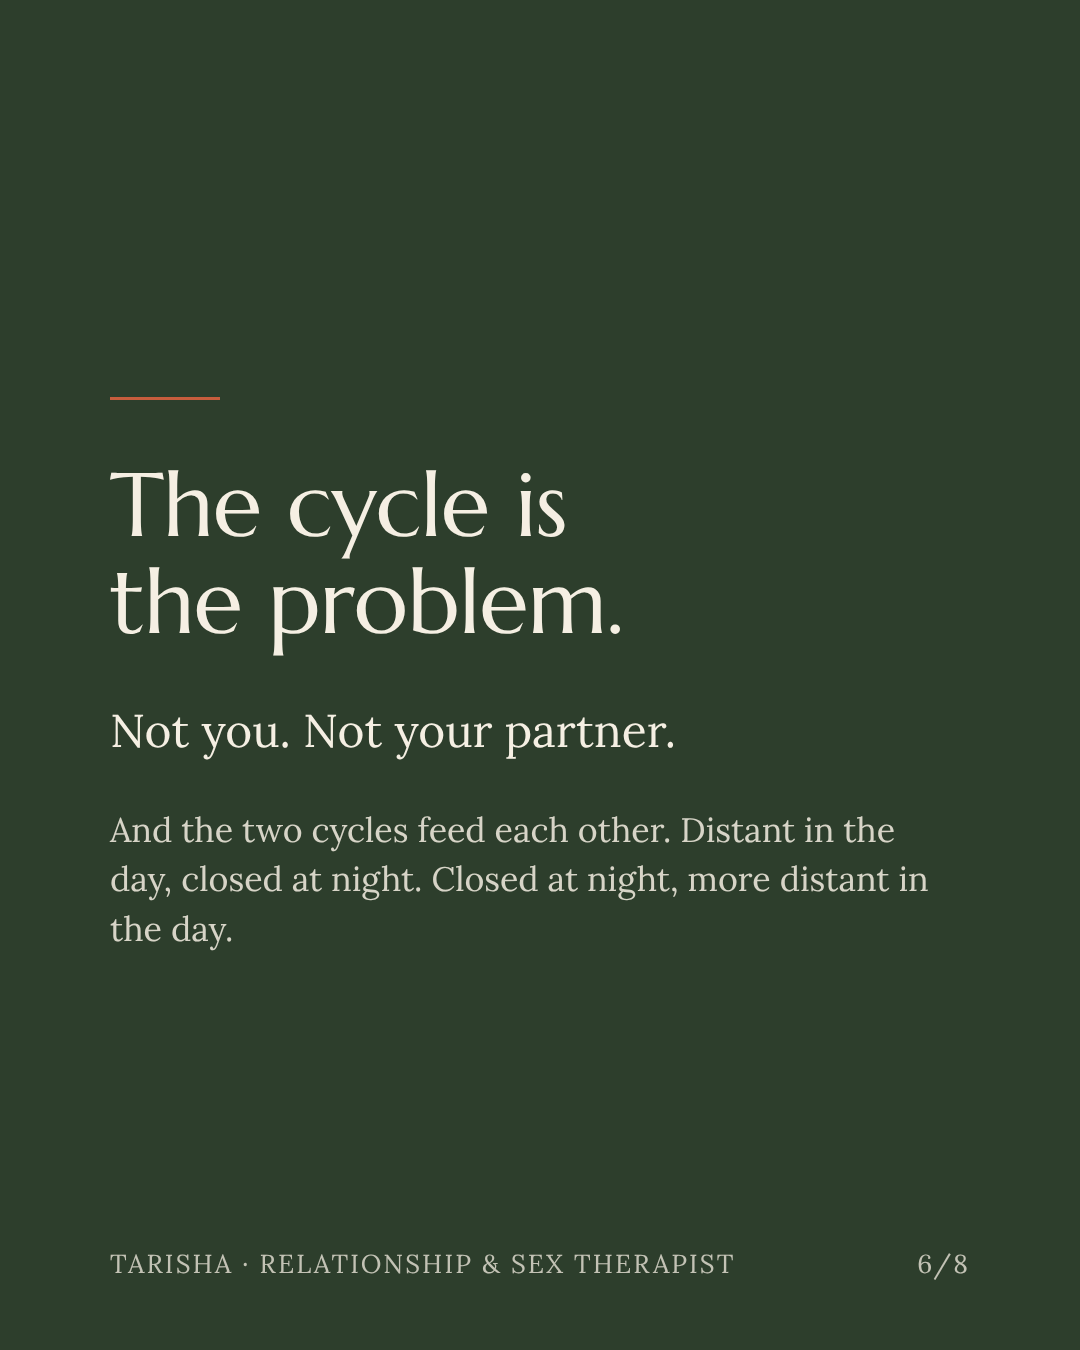 The cycle is
the problem.
Not you. Not your partner.
And the two cycles feed each other. Distant in the
day, closed at night. Closed at night, more distant in
the day.
TARISHA · RELATIONSHIP & SEX THERAPIST 6/8